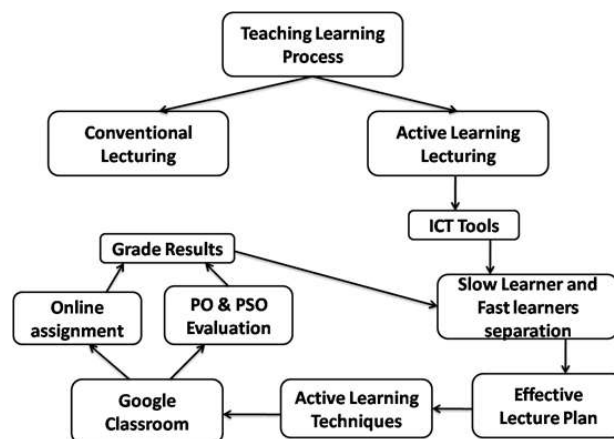 Teaching Learning
Process
Conventional
Lecturing
Active Learning
Lecturing
ICT Tools
Grade Results
Slow Learner and
Fast learners
separation
Online
assignment
PO & PSO
Evaluation
Google
Classroom
Active Learning
Techniques
Effective
Lecture Plan